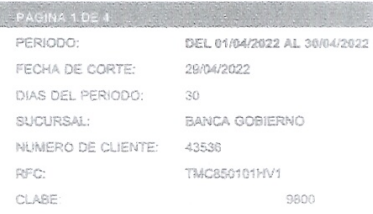 PAGINA 1 DE 4
PERIODO: DEL 01/04/2022 AL 30/04/2022
FECHA DE CORTE: 29/04/2022
DIAS DEL PERIODO: 30
SUCURSAL: BANCA GOBIERNO
NUMERO DE CLIENTE: 43536
RFC: TMC850101HV1
CLABE 9800